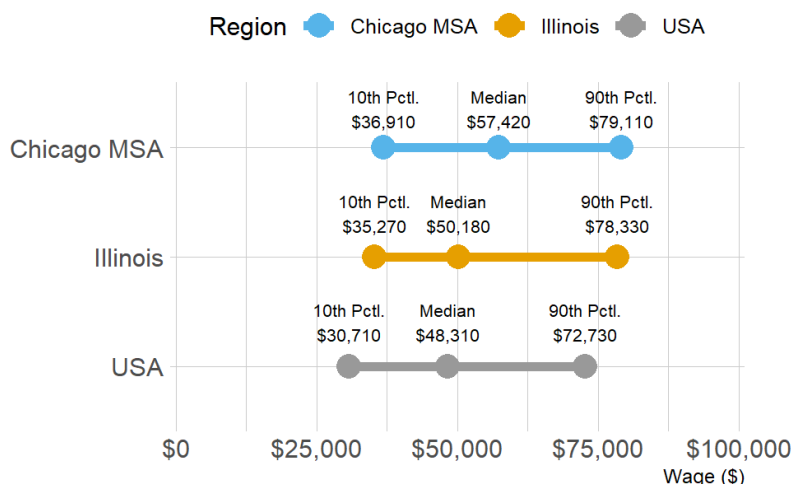 Region Chicago MSA Illinois USA
10th Pctl. Median 90th Pctl.
$36,910 $57,420 $79,110
Chicago MSA
10th Pctl. Median 90th Pctl.
$35,270 $50,180 $78,330
Illinois
10th Pctl. Median 90th Pctl.
$30,710 $48,310 $72,730
USA
$0 $25,000 $50,000 $75,000 $100,000
Wage ($)